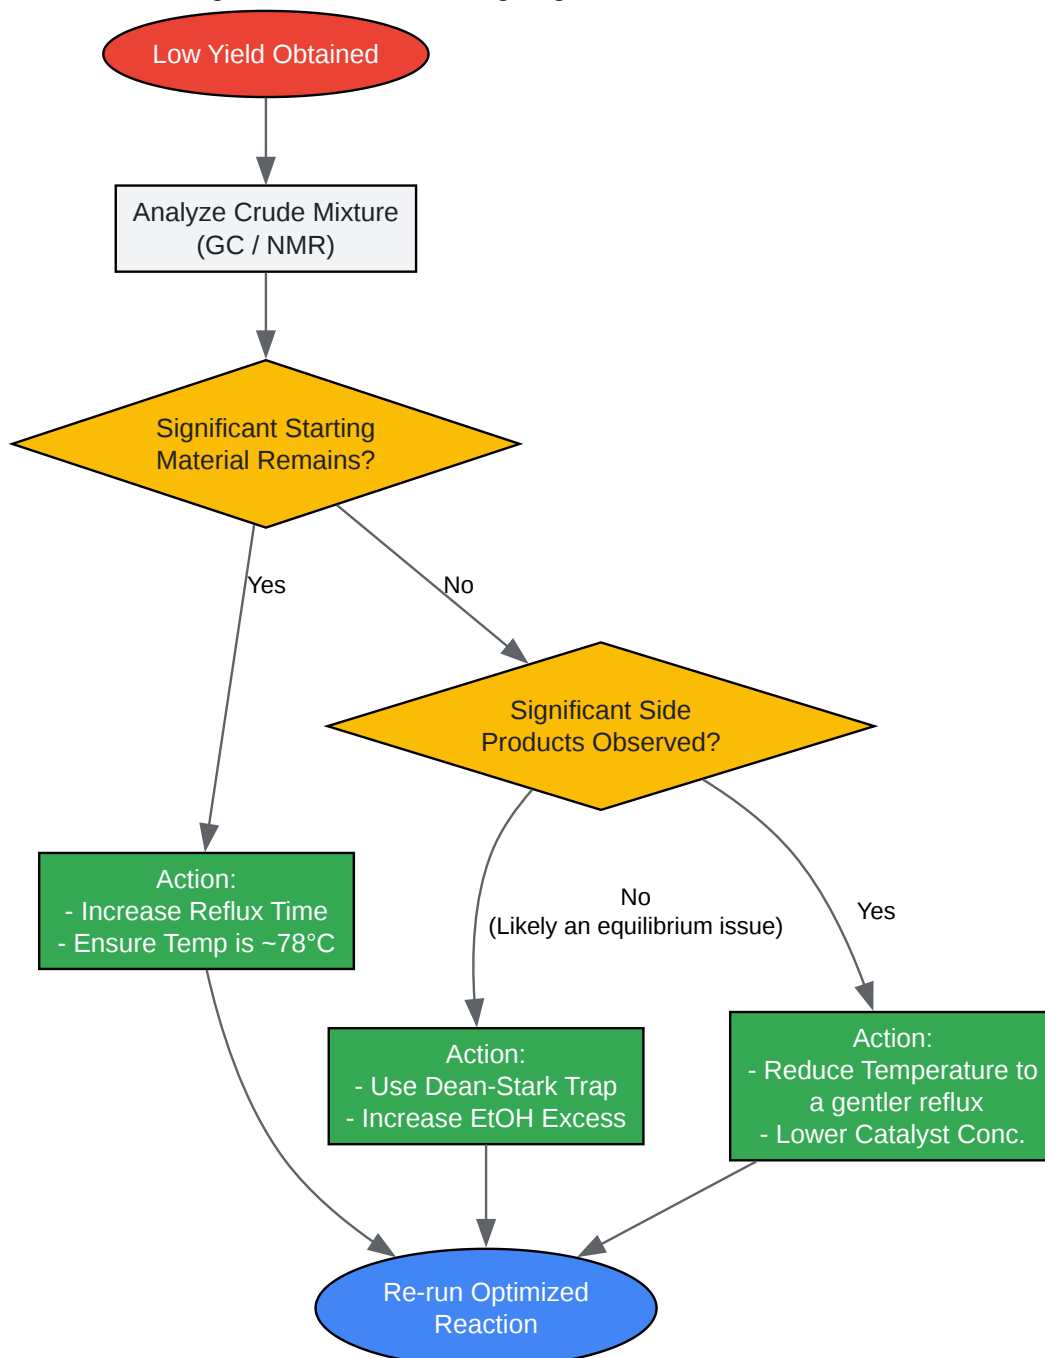 Low Yield Obtained
Analyze Crude Mixture
(GC / NMR)
Significant Starting
Material Remains?
Yes
No
Significant Side
Products Observed?
Action:
- Increase Reflux Time
- Ensure Temp is ~78°C
No
(Likely an equilibrium issue)
Yes
Action:
- Use Dean-Stark Trap
- Increase EtOH Excess
Action:
- Reduce Temperature to
a gentler reflux
- Lower Catalyst Conc.
Re-run Optimized
Reaction